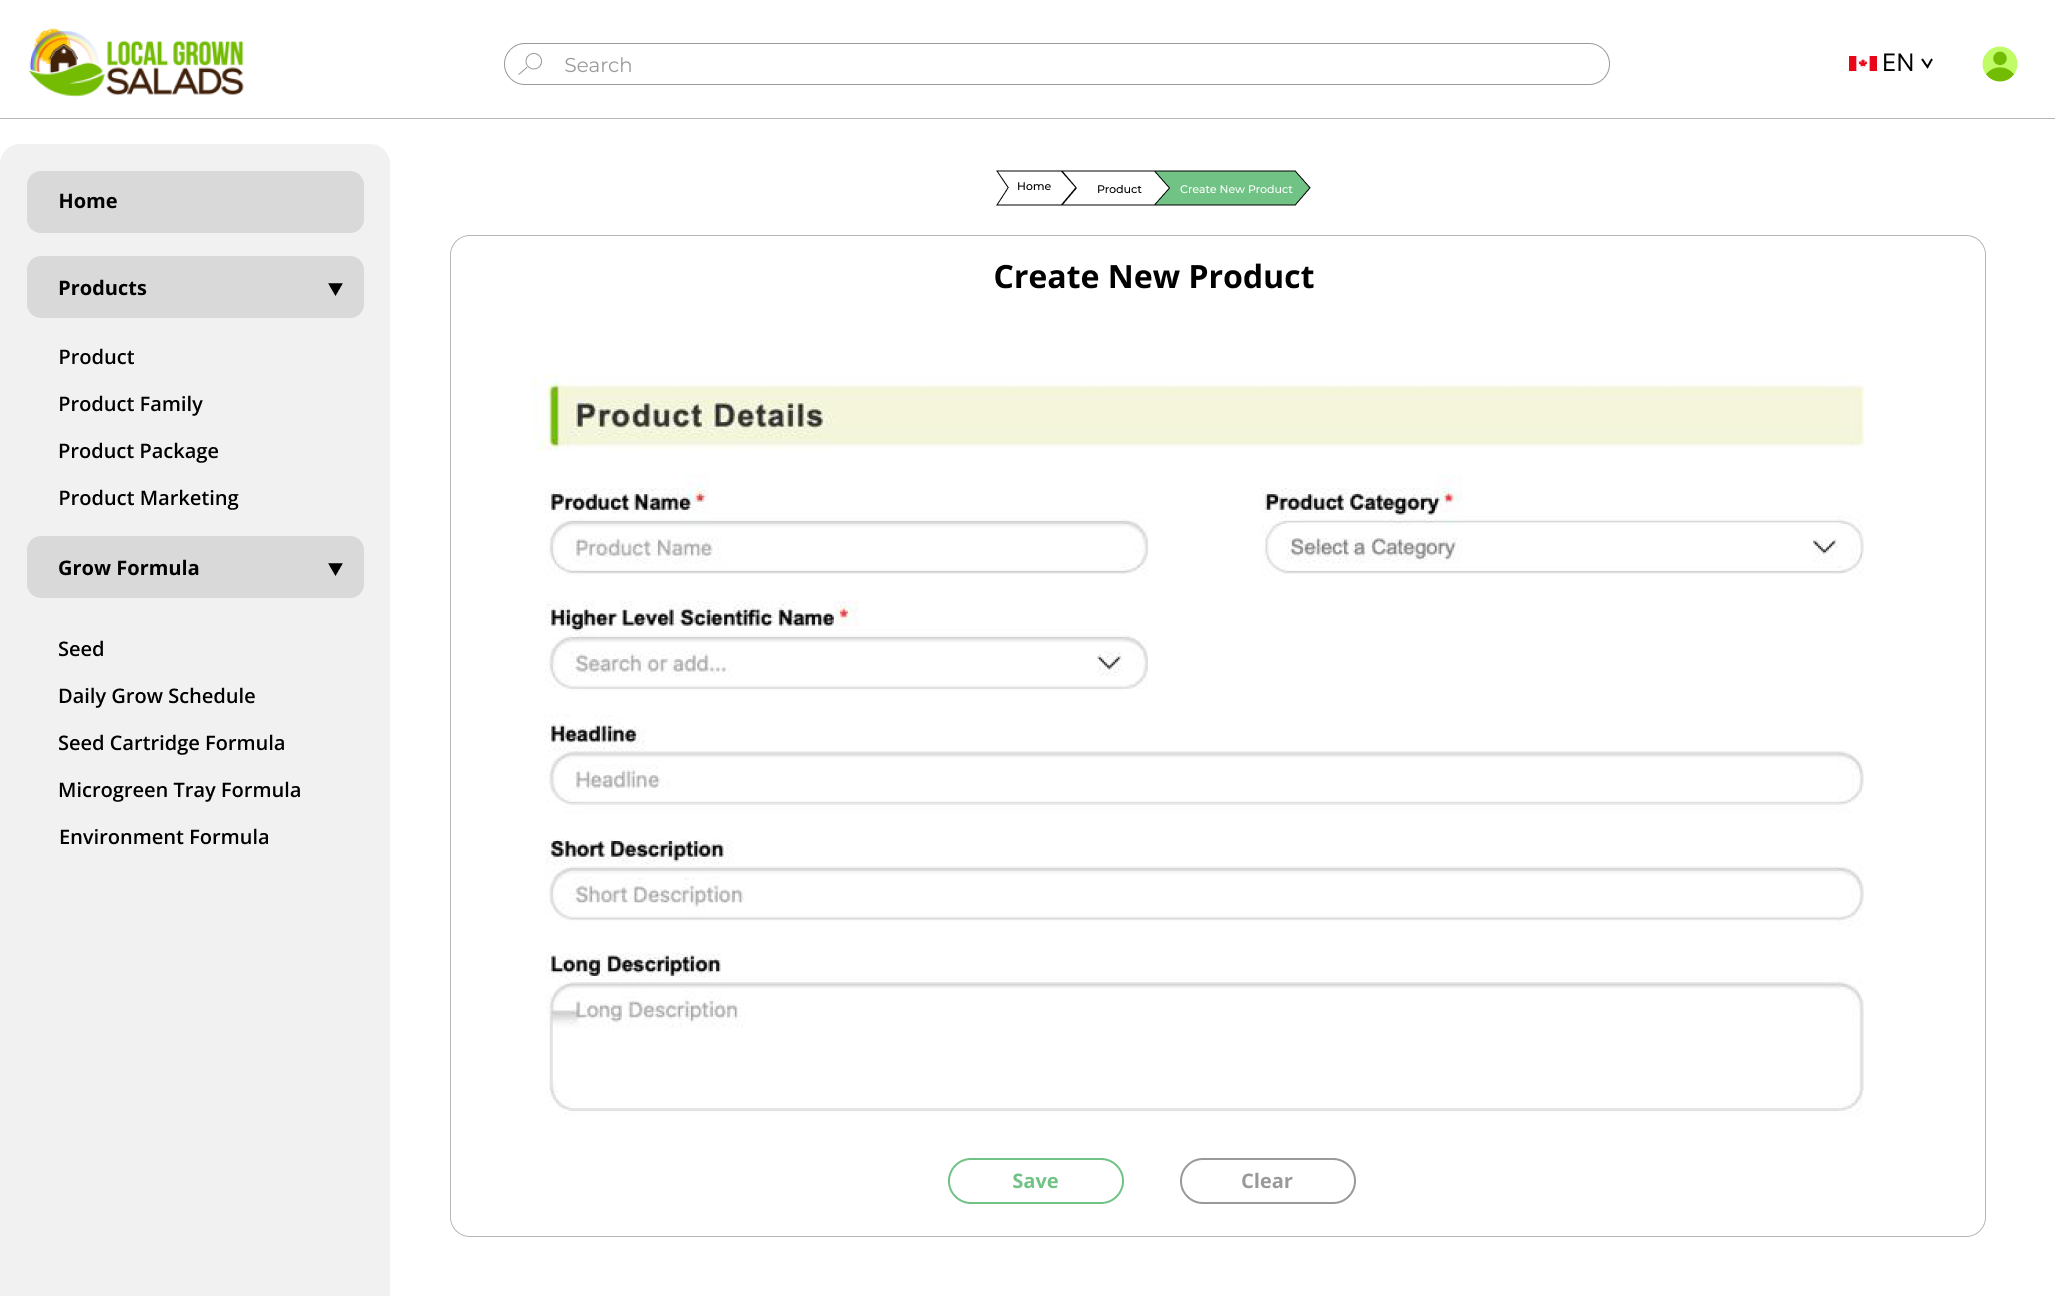 LOCAL GROWN
SALADS
Search
EN
Home
Products
Product
Product Family
Product Package
Product Marketing
Grow Formula
Seed
Daily Grow Schedule
Seed Cartridge Formula
Microgreen Tray Formula
Environment Formula
Home
Product
Create New Product
Create New Product
Product Details
Product Name *
Product Name
Product Category *
Select a Category
Higher Level Scientific Name *
Search or add...
Headline
Headline
Short Description
Short Description
Long Description
Long Description
Save
Clear